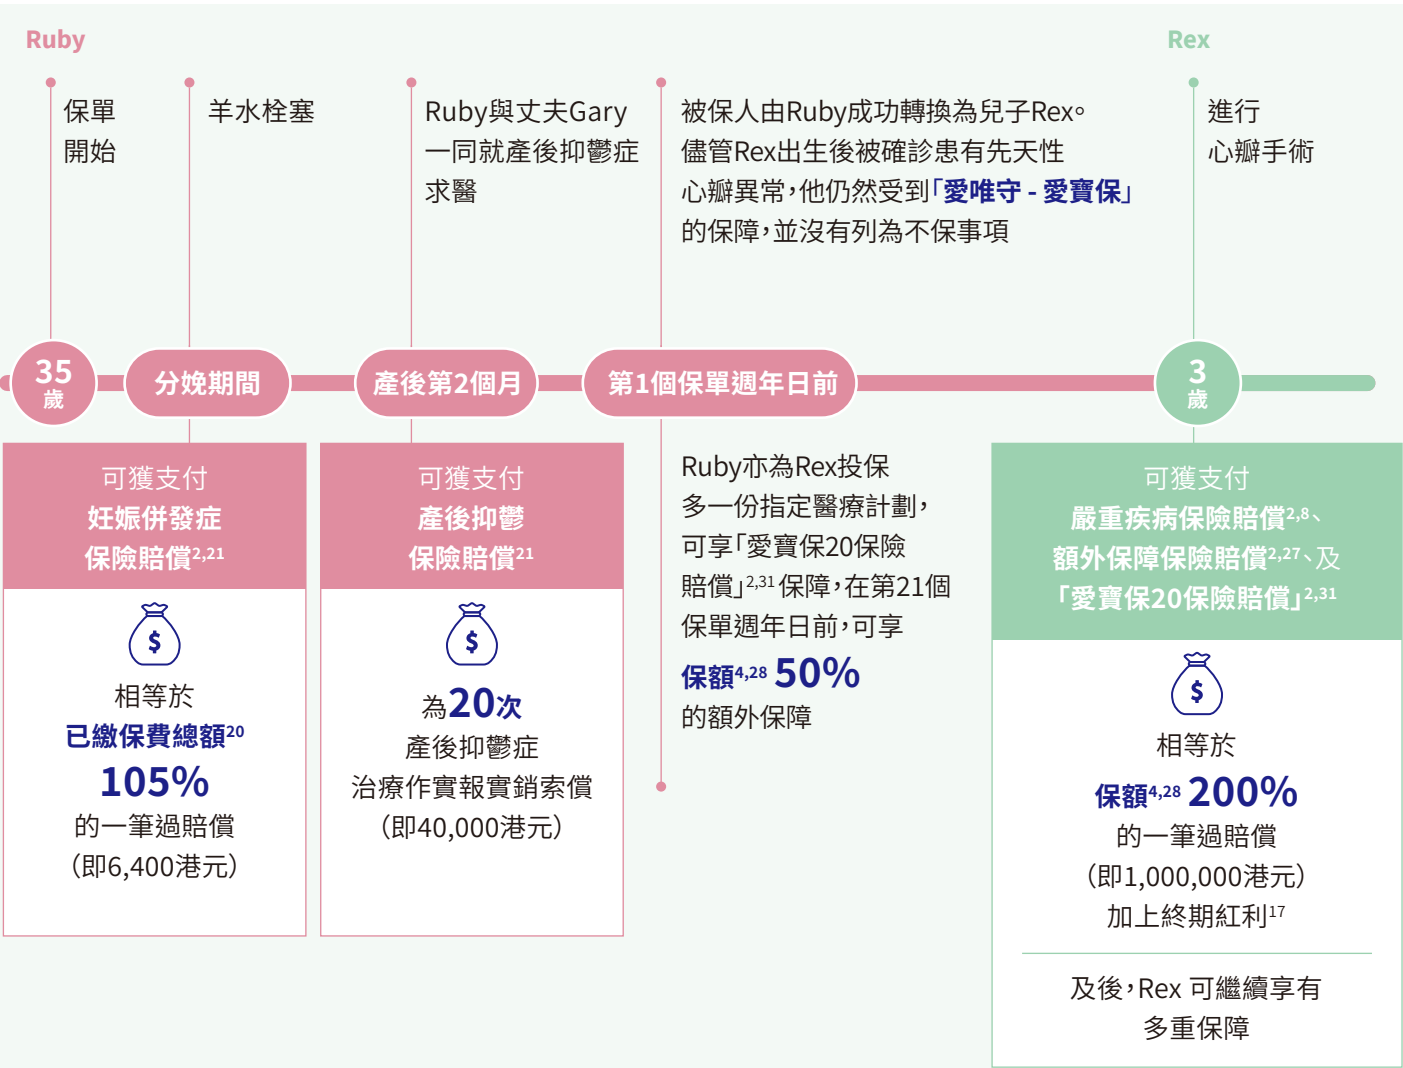 Ruby
Rex
保單
開始
羊水栓塞
Ruby與丈夫Gary
一同就產後抑鬱症
求醫
被保人由Ruby成功轉換為兒子Rex。
儘管Rex出生後被確診患有先天性
心瓣異常，他仍然受到「愛唯守 - 愛寶保」
的保障，並沒有列為不保事項
進行
心瓣手術
35
歲
分娩期間
產後第2個月
第1個保單週年日前
3
歲
可獲支付
妊娠併發症
保險賠償2,21
$
相等於
已繳保費總額20
105%
的一筆過賠償
（即6,400港元）
可獲支付
產後抑鬱
保險賠償21
$
為20次
產後抑鬱症
治療作實報實銷索償
（即40,000港元）
Ruby亦為Rex投保
多一份指定醫療計劃，
可享「愛寶保20保險
賠償」2,31 保障，在第21個
保單週年日前，可享
保額4,28 50%
的額外保障
可獲支付
嚴重疾病保險賠償2,8、
額外保障保險賠償2,27、及
「愛寶保20保險賠償」2,31
$
相等於
保額4,28 200%
的一筆過賠償
（即1,000,000港元）
加上終期紅利17
及後，Rex 可繼續享有
多重保障